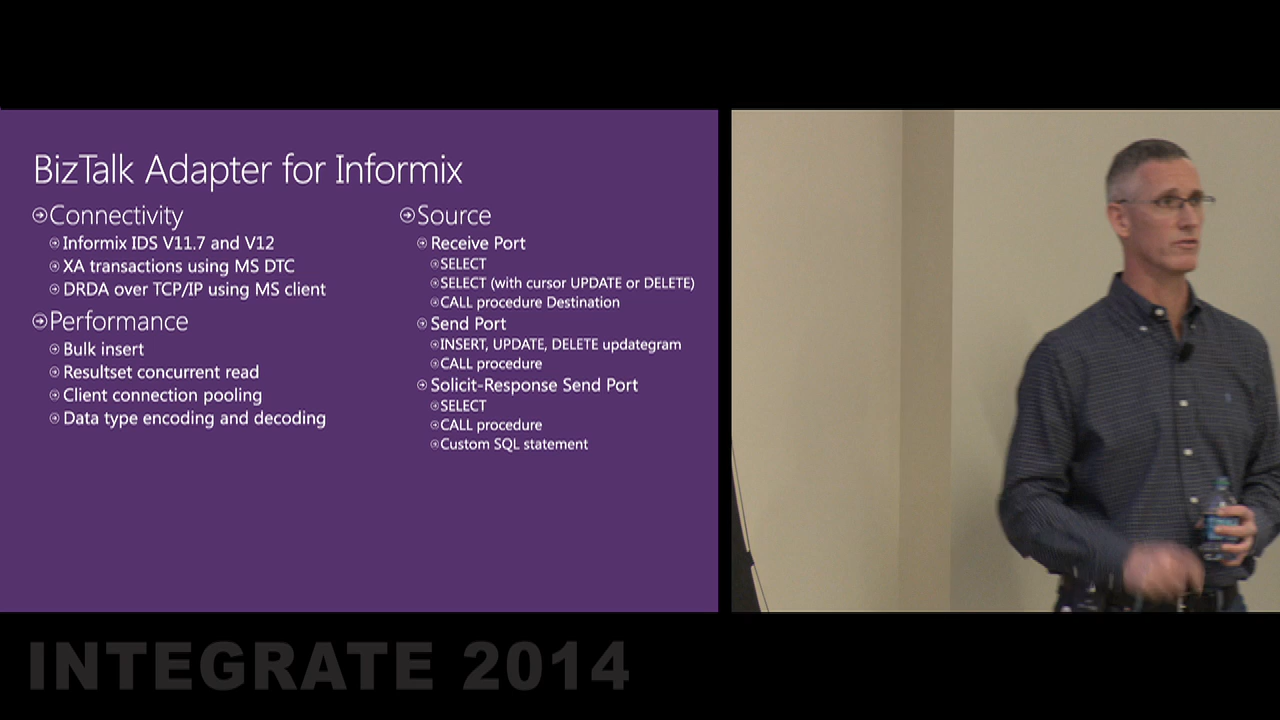 BizTalk Adapter for Informix
Connectivity
Informix IDS V11.7 and V12
XA transactions using MS DTC
DRDA over TCP/IP using MS client
Performance
Bulk insert
Resultset concurrent read
Client connection pooling
Data type encoding and decoding
Source
Receive Port
SELECT
SELECT (with cursor UPDATE or DELETE)
CALL procedure Destination
Send Port
INSERT, UPDATE, DELETE updategram
CALL procedure
Solicit-Response Send Port
SELECT
CALL procedure
Custom SQL statement
INTEGRATE 2014